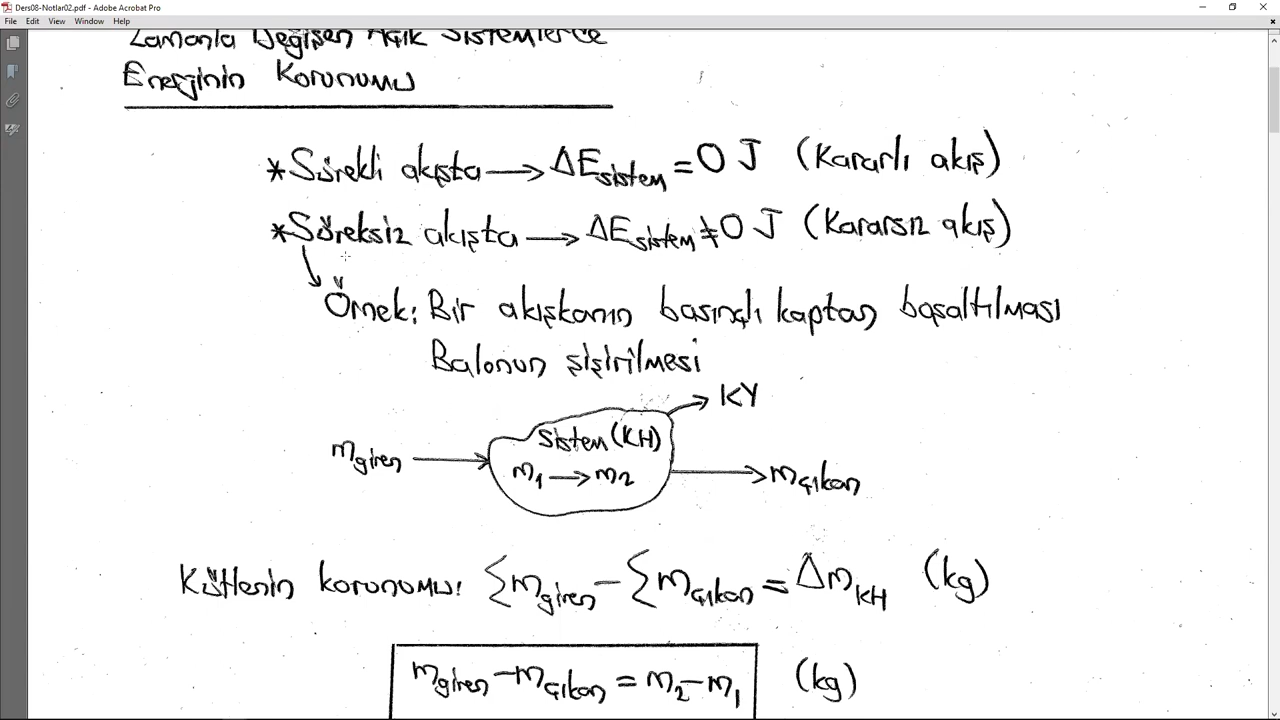 Ders08-Notlar02.pdf - Adobe Acrobat Pro
File Edit View Window Help
Zamanla Değişen Açık Sistemlerde
Enerjinin Korunumu
*Sürekli akışta → ΔEsistem = 0 J (Kararlı akış)
*Süreksiz akışta → ΔEsistem ≠ 0 J (Kararsız akış)
Örnek: Bir akışkanın basınçlı kaptan boşaltılması
Balonun şişirilmesi
KY
Sistem (KH)
mgiren
m1 → m2
mçıkan
Kütlenin korunumu: Σmgiren - Σmçıkan = ΔmKH (kg)
mgiren - mçıkan = m2 - m1 (kg)